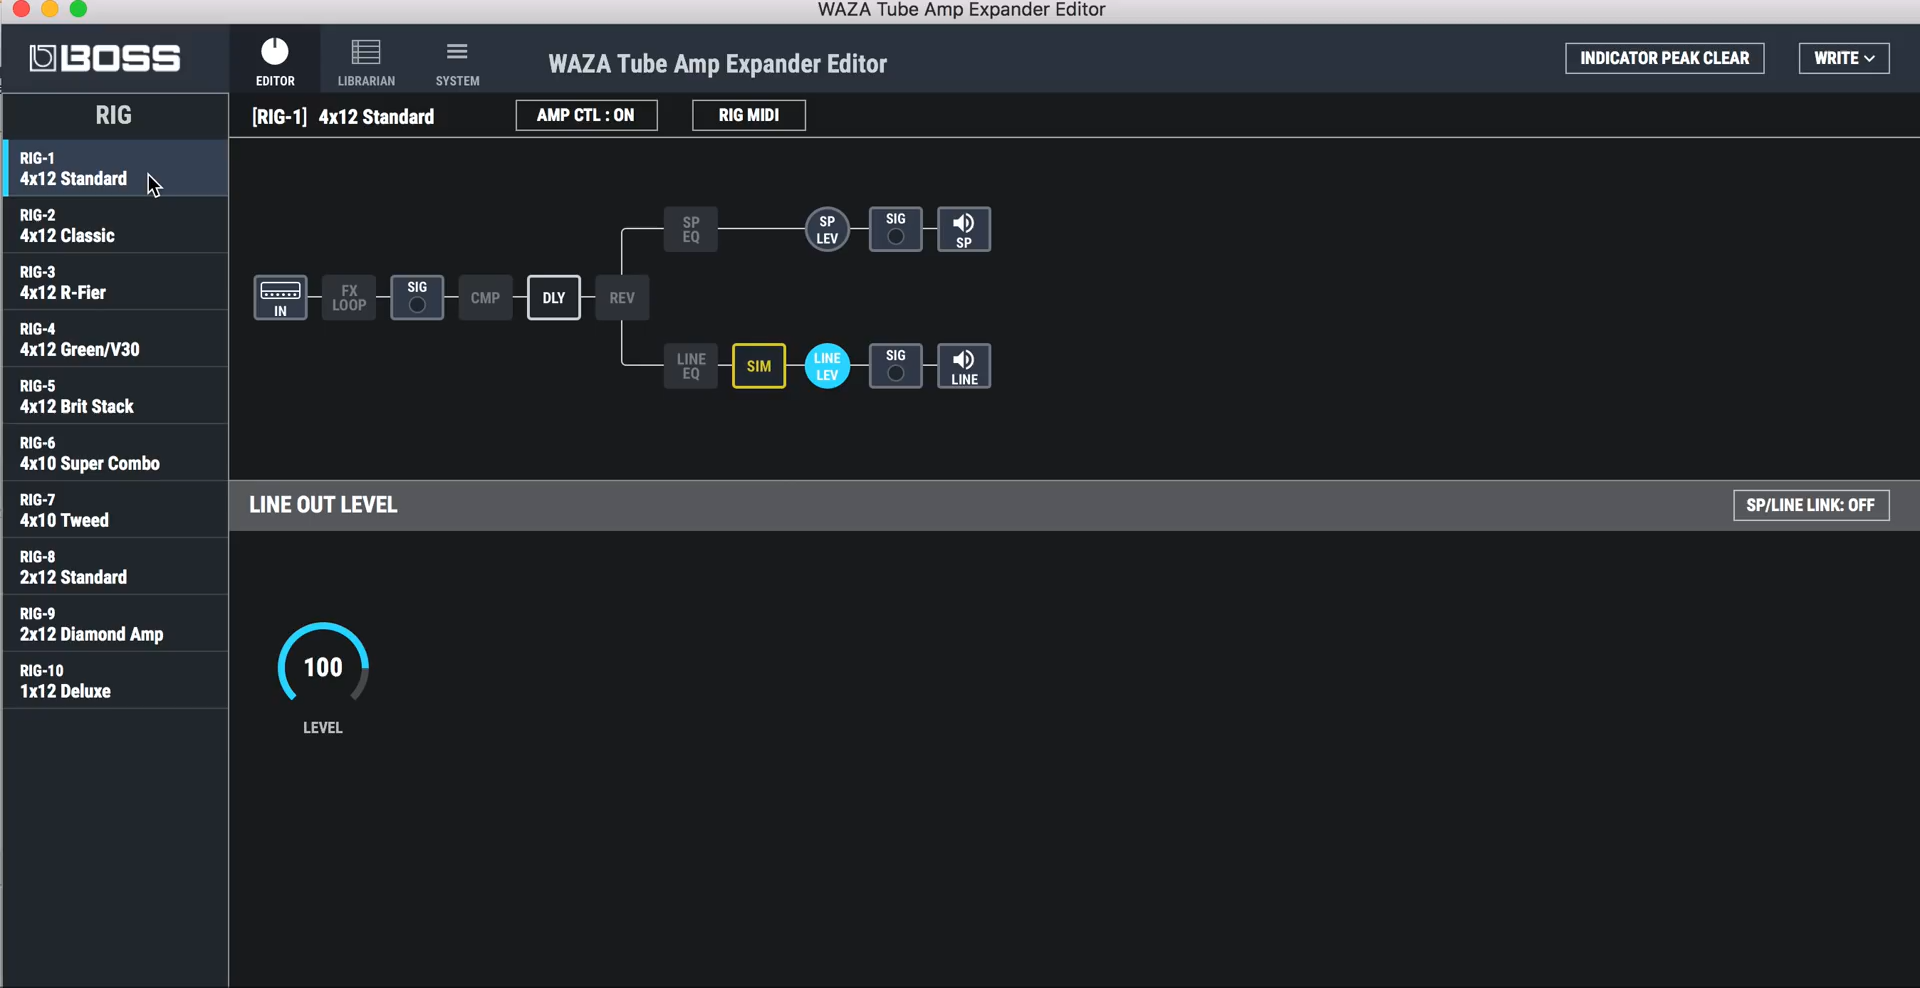 WAZA Tube Amp Expander Editor
BOSS
EDITOR
LIBRARIAN
SYSTEM
WAZA Tube Amp Expander Editor
INDICATOR PEAK CLEAR
WRITE
RIG
[RIG-1] 4x12 Standard
AMP CTL : ON
RIG MIDI
RIG-1
4x12 Standard
RIG-2
4x12 Classic
RIG-3
4x12 R-Fier
RIG-4
4x12 Green/V30
RIG-5
4x12 Brit Stack
RIG-6
4x10 Super Combo
RIG-7
4x10 Tweed
RIG-8
2x12 Standard
RIG-9
2x12 Diamond Amp
RIG-10
1x12 Deluxe
SP
EQ
SP
LEV
SIG
SP
IN
FX
LOOP
SIG
CMP
DLY
REV
LINE
EQ
SIM
LINE
LEV
SIG
LINE
LINE OUT LEVEL
SP/LINE LINK: OFF
100
LEVEL